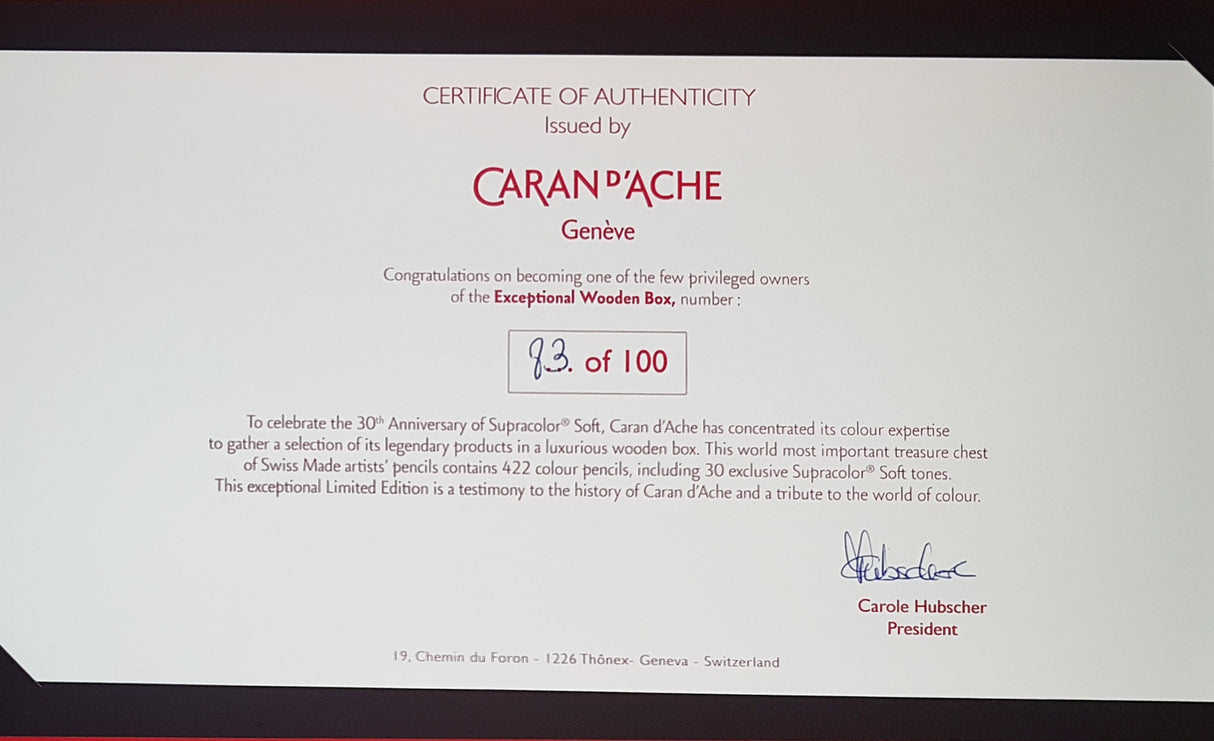 CERTIFICATE OF AUTHENTICITY
Issued by
CARAN D'ACHE
Genève
Congratulations on becoming one of the few privileged owners
of the Exceptional Wooden Box, number :
83. of 100
To celebrate the 30th Anniversary of Supracolor® Soft, Caran d'Ache has concentrated its colour expertise
to gather a selection of its legendary products in a luxurious wooden box. This world most important treasure chest
of Swiss Made artists' pencils contains 422 colour pencils, including 30 exclusive Supracolor® Soft tones.
This exceptional Limited Edition is a testimony to the history of Caran d'Ache and a tribute to the world of colour.
Carole Hubscher
President
19, Chemin du Foron - 1226 Thônex- Geneva - Switzerland